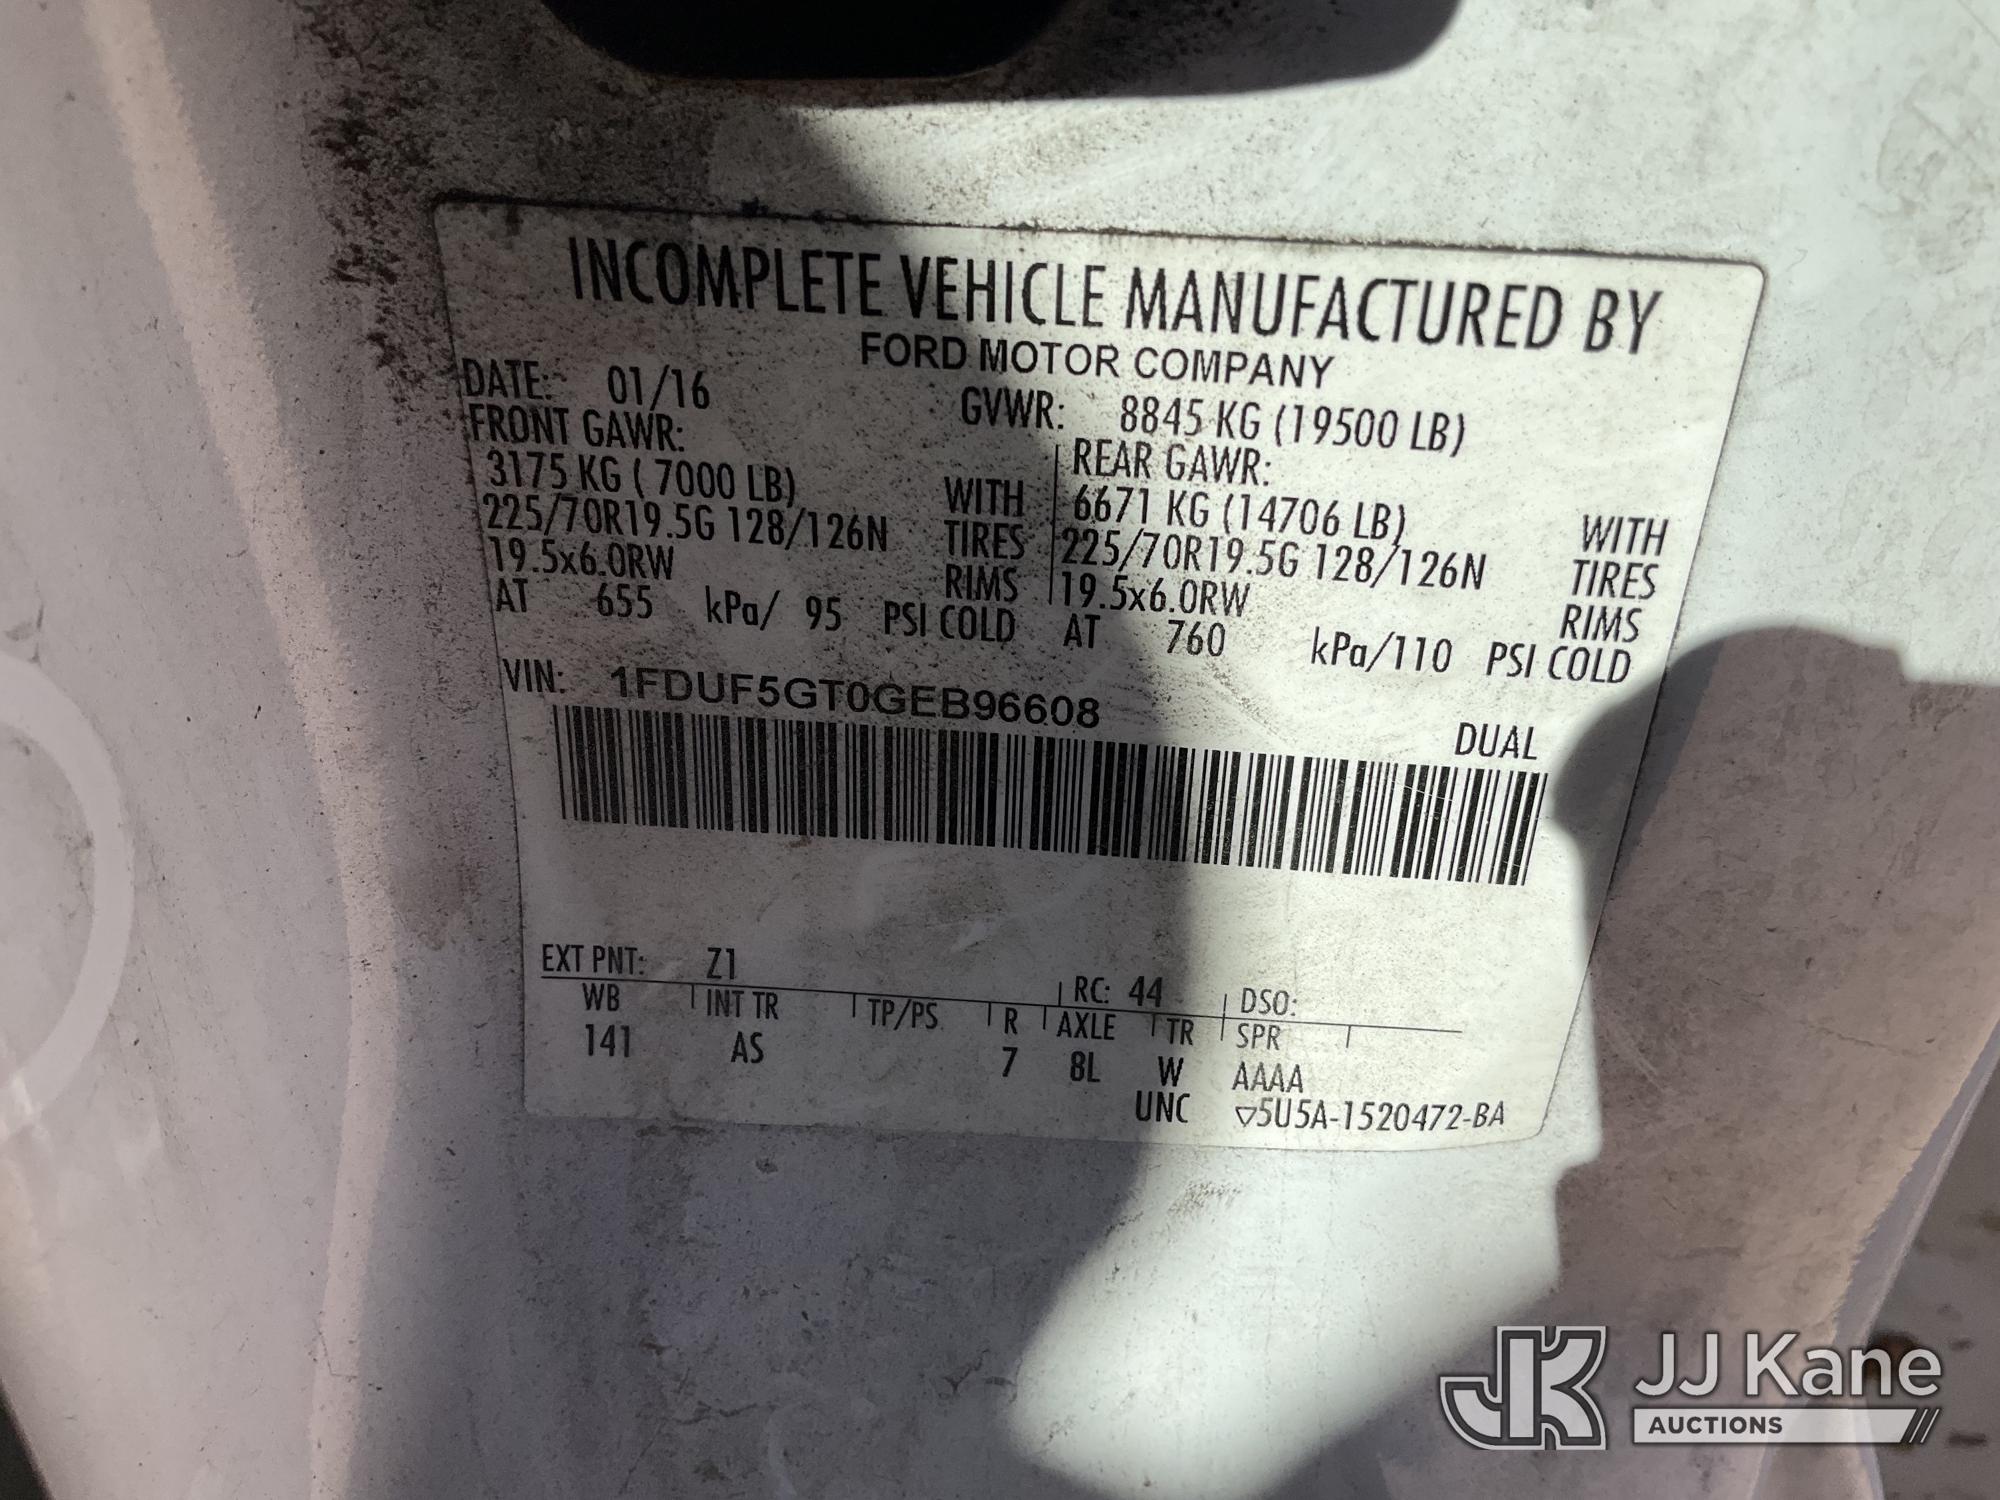 INCOMPLETE VEHICLE MANUFACTURED BY
FORD MOTOR COMPANY
DATE: 01/16 GVWR: 8845 KG (19500 LB)
FRONT GAWR: REAR GAWR:
3175 KG ( 7000 LB) WITH 6671 KG (14706 LB) WITH
225/70R19.5G 128/126N TIRES 225/70R19.5G 128/126N TIRES
19.5x6.0RW RIMS 19.5x6.0RW RIMS
AT 655 kPa/ 95 PSI COLD AT 760 kPa/110 PSI COLD
VIN: 1FDUF5GT0GEB96608
DUAL
EXT PNT: Z1 RC: 44 DSO:
WB INT TR TP/PS R AXLE TR SPR
141 AS 7 8L W AAAA
UNC ▽5U5A-1520472-BA
JK JJ Kane
AUCTIONS